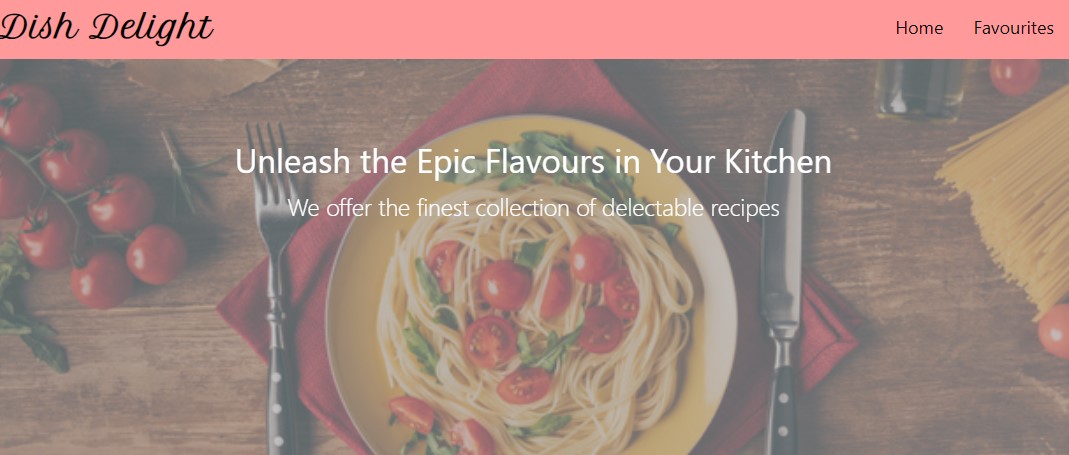 Dish Delight
Home
Favourites
Unleash the Epic Flavours in Your Kitchen
We offer the finest collection of delectable recipes